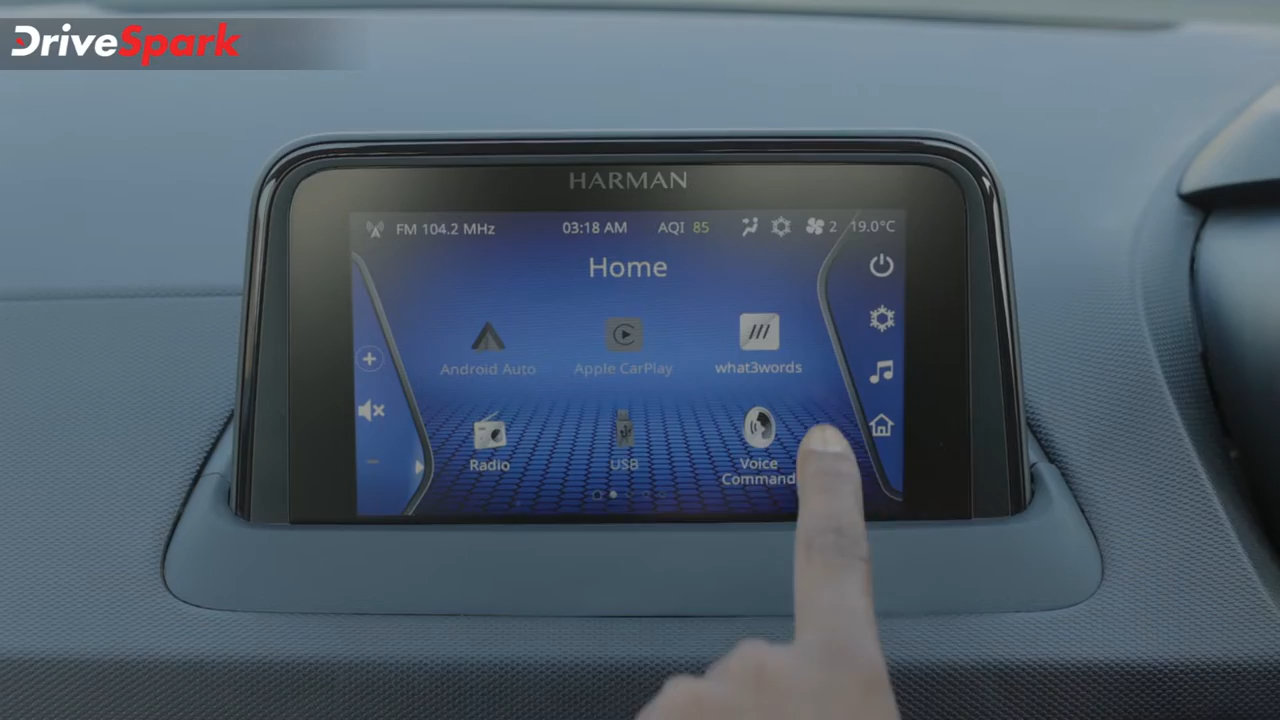 DriveSpark
HARMAN
FM 104.2 MHz 03:18 AM AQI 85 2 19.0°C
Home
Android Auto Apple CarPlay what3words
Radio USB Voice
Command